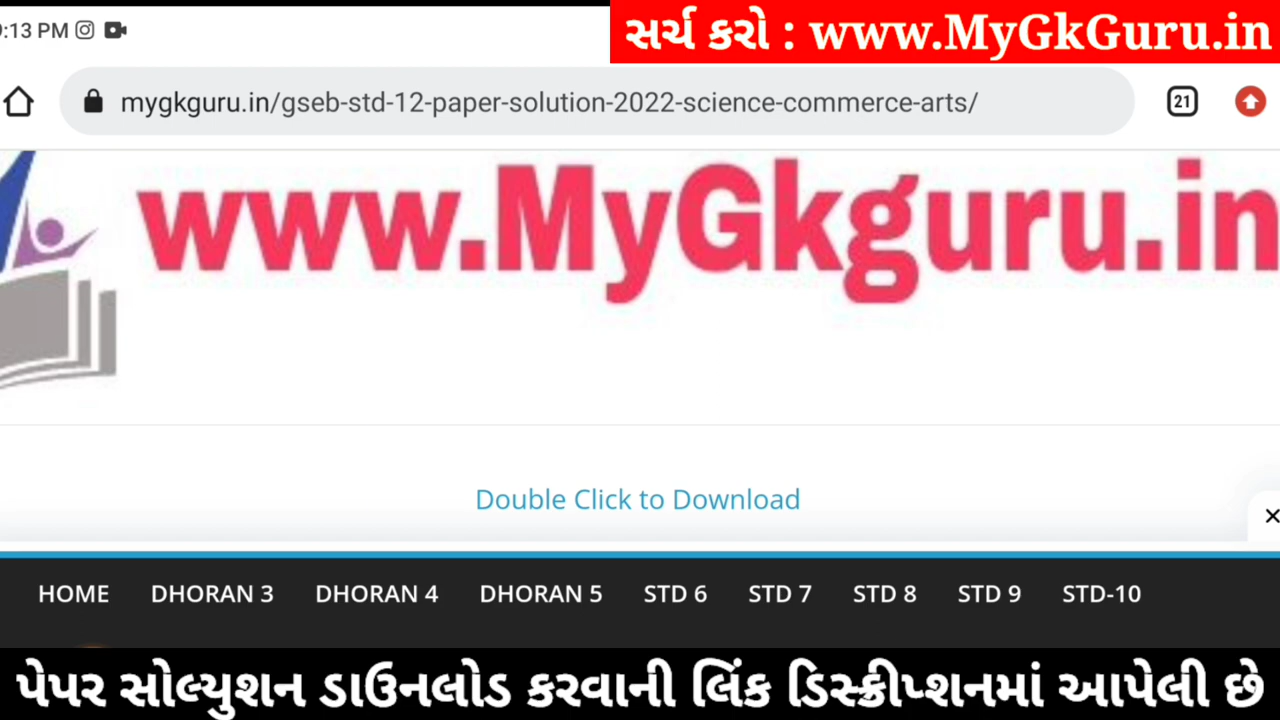 9:13 PM
સર્ચ કરો : www.MyGkGuru.in
mygkguru.in/gseb-std-12-paper-solution-2022-science-commerce-arts/
21
www.MyGkguru.in
Double Click to Download
HOME DHORAN 3 DHORAN 4 DHORAN 5 STD 6 STD 7 STD 8 STD 9 STD-10
પેપર સોલ્યુશન ડાઉનલોડ કરવાની લિંક ડિસ્ક્રીપ્શનમાં આપેલી છે